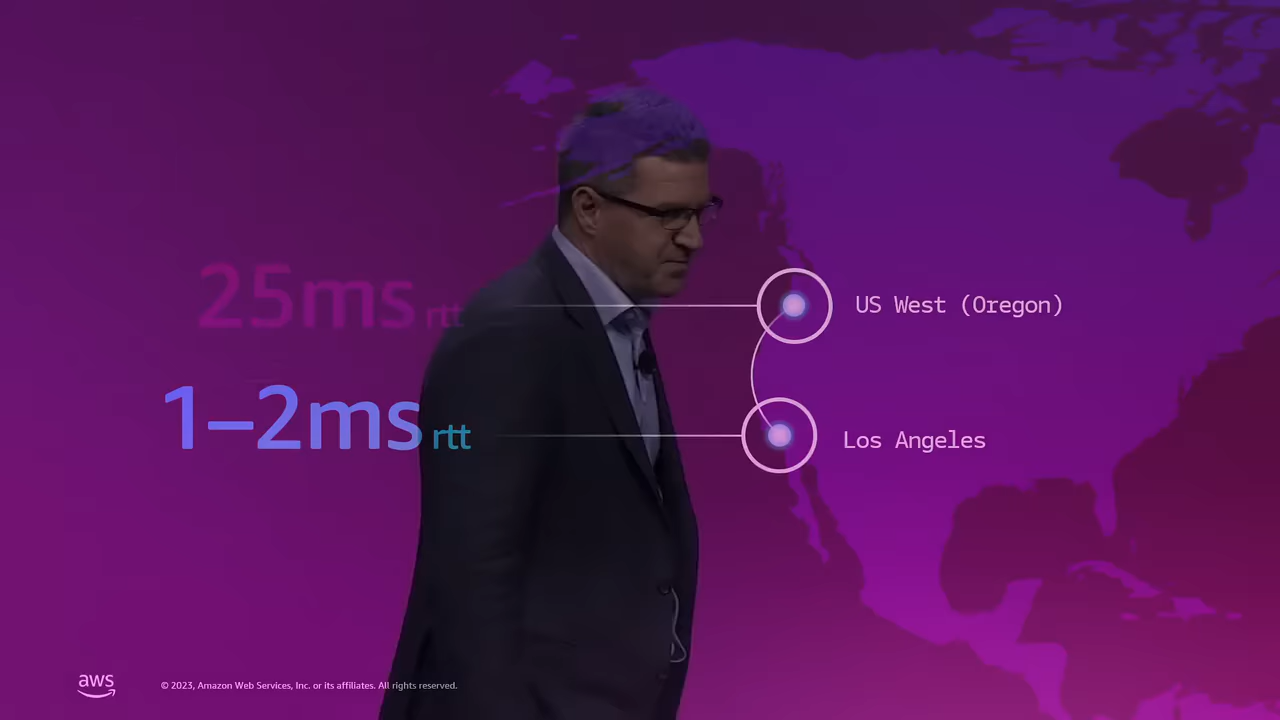 25ms rtt
US West (Oregon)
1–2ms rtt
Los Angeles
aws
© 2023, Amazon Web Services, Inc. or its affiliates. All rights reserved.